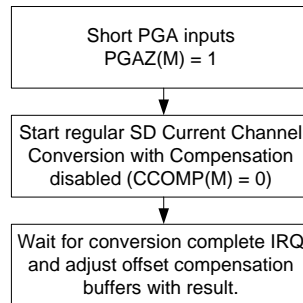 Short PGA inputs
PGAZ(M) = 1
Start regular SD Current Channel
Conversion with Compensation
disabled (CCOMP(M) = 0)
Wait for conversion complete IRQ
and adjust offset compensation
buffers with result.